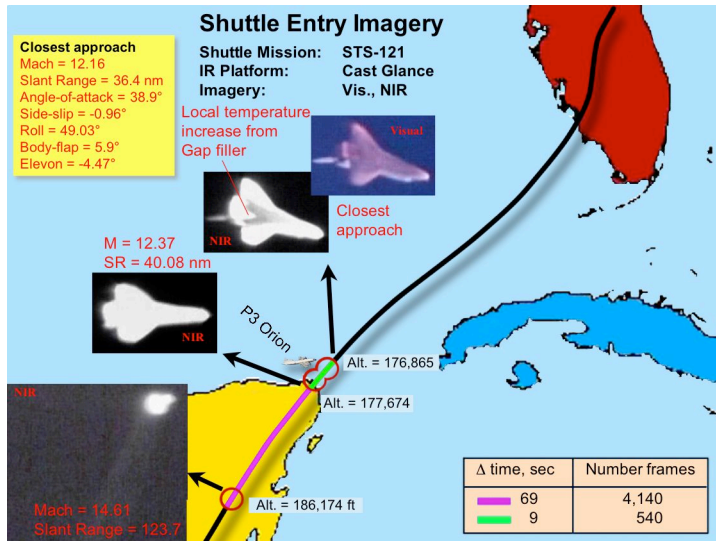 Shuttle Entry Imagery
Shuttle Mission: STS-121
IR Platform: Cast Glance
Imagery: Vis., NIR
Closest approach
Mach = 12.16
Slant Range = 36.4 nm
Angle-of-attack = 38.9°
Side-slip = -0.96°
Roll = 49.03°
Body-flap = 5.9°
Elevon = -4.47°
Local temperature
increase from
Gap filler
Visual
NIR
Closest
approach
M = 12.37
SR = 40.08 nm
NIR
P3 Orion
Alt. = 176,865
Alt. = 177,674
NIR
Mach = 14.61
Slant Range = 123.7
Alt. = 186,174 ft
Δ time, sec Number frames
69 4,140
9 540